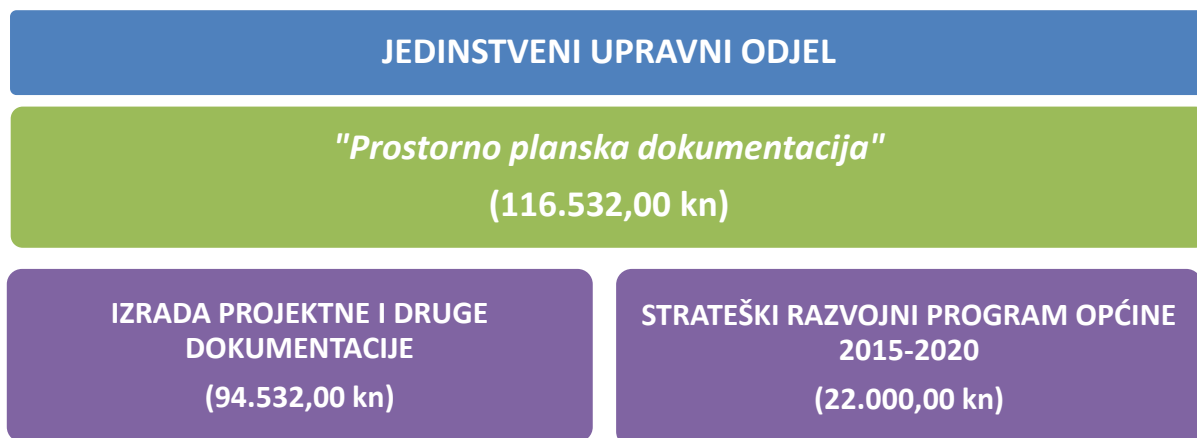 JEDINSTVENI UPRAVNI ODJEL
"Prostorno planska dokumentacija"
(116.532,00 kn)
IZRADA PROJEKTNE I DRUGE
DOKUMENTACIJE
(94.532,00 kn)
STRATEŠKI RAZVOJNI PROGRAM OPĆINE
2015-2020
(22.000,00 kn)